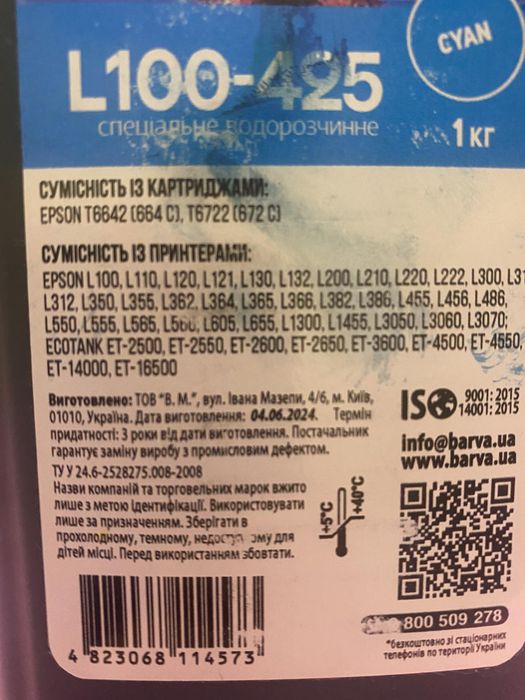 CYAN
L100-425
спеціальне водорозчинне
1 кг
СУМІСНІСТЬ ІЗ КАРТРИДЖАМИ:
EPSON T6642 (664 C), T6722 (672 C)
СУМІСНІСТЬ ІЗ ПРИНТЕРАМИ:
EPSON L100, L110, L120, L121, L130, L132, L200, L210, L220, L222, L300, L31
L312, L350, L355, L362, L364, L365, L366, L382, L386, L455, L456, L486,
L550, L555, L565, L566, L605, L655, L1300, L1455, L3050, L3060, L3070;
ECOTANK ET-2500, ET-2550, ET-2600, ET-2650, ET-3600, ET-4500, ET-4550,
ET-14000, ET-16500
Виготовлено: ТОВ "В. М.", вул. Івана Мазепи, 4/6, м. Київ,
01010, Україна. Дата виготовлення: 04.06.2024. Термін
придатності: 3 роки від дати виготовлення. Постачальник
гарантує заміну виробу з промисловим дефектом.
ТУ У 24.6-2528275.008-2008
Назви компаній та торговельних марок вжито
лише з метою ідентифікації. Використовувати
лише за призначенням. Зберігати в
прохолодному, темному, недоступному для
дітей місці. Перед використанням збовтати.
ISO
9001: 2015
14001: 2015
info@barva.ua
www.barva.ua
+5°C
+40°C
800 509 278
*безкоштовно зі стаціонарних
телефонів по території України
4 823068 114573